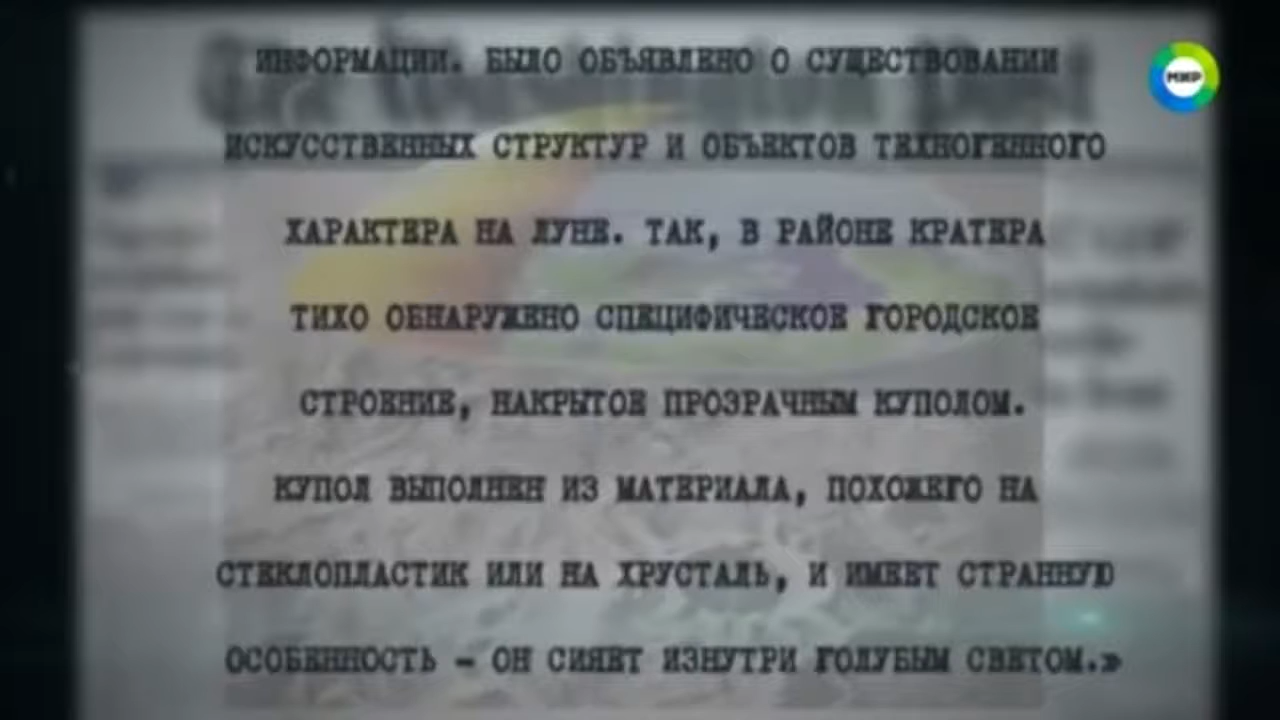 ИНФОРМАЦИИ. БЫЛО ОБЪЯВЛЕНО О СУЩЕСТВОВАНИИ
МИР
ИСКУССТВЕННЫХ СТРУКТУР И ОБЪЕКТОВ ТЕХНОГЕННОГО
ХАРАКТЕРА НА ЛУНЕ. ТАК, В РАЙОНЕ КРАТЕРА
ТИХО ОБНАРУЖЕНО СПЕЦИФИЧЕСКОЕ ГОРОДСКОЕ
СТРОЕНИЕ, НАКРЫТОЕ ПРОЗРАЧНЫМ КУПОЛОМ.
КУПОЛ ВЫПОЛНЕН ИЗ МАТЕРИАЛА, ПОХОЖЕГО НА
СТЕКЛОПЛАСТИК ИЛИ НА ХРУСТАЛЬ, И ИМЕЕТ СТРАННУЮ
ОСОБЕННОСТЬ – ОН СИЯЕТ ИЗНУТРИ ГОЛУБЫМ СВЕТОМ.»